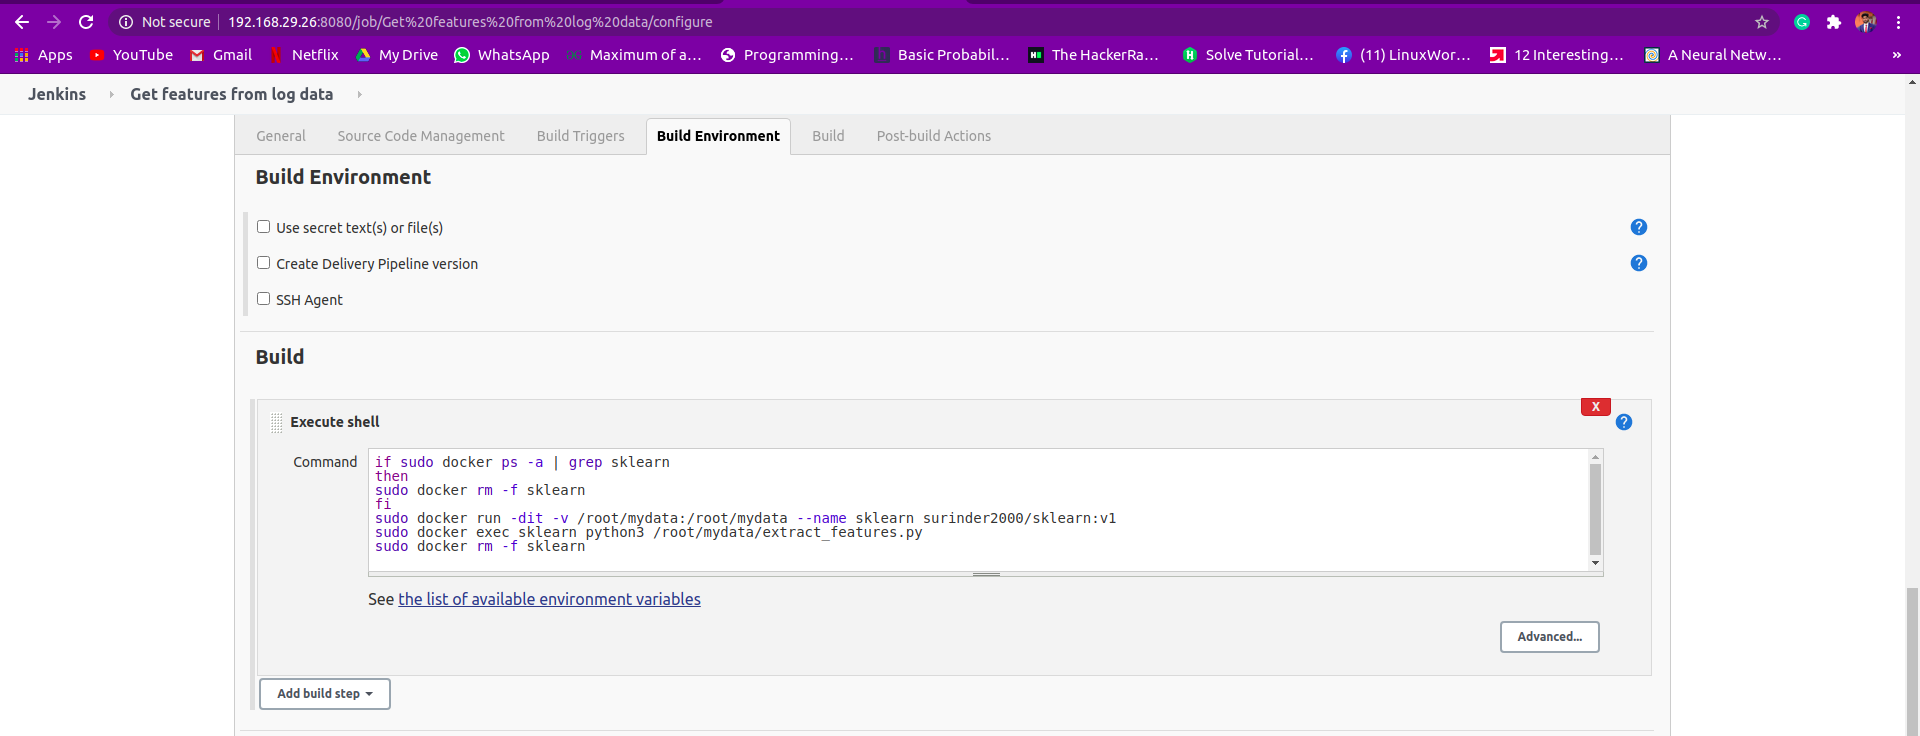 Not secure | 192.168.29.26:8080/job/Get%20features%20from%20log%20data/configure
Apps YouTube Gmail Netflix My Drive WhatsApp Maximum of a... Programming... Basic Probabil... The HackerRa... Solve Tutorial... (11) LinuxWor... 12 Interesting... A Neural Netw... »
Jenkins Get features from log data
General Source Code Management Build Triggers Build Environment Build Post-build Actions
Build Environment
Use secret text(s) or file(s) ?
Create Delivery Pipeline version ?
SSH Agent
Build
X
Execute shell ?
Command
if sudo docker ps -a | grep sklearn
then
sudo docker rm -f sklearn
fi
sudo docker run -dit -v /root/mydata:/root/mydata --name sklearn surinder2000/sklearn:v1
sudo docker exec sklearn python3 /root/mydata/extract_features.py
sudo docker rm -f sklearn
See the list of available environment variables
Advanced...
Add build step